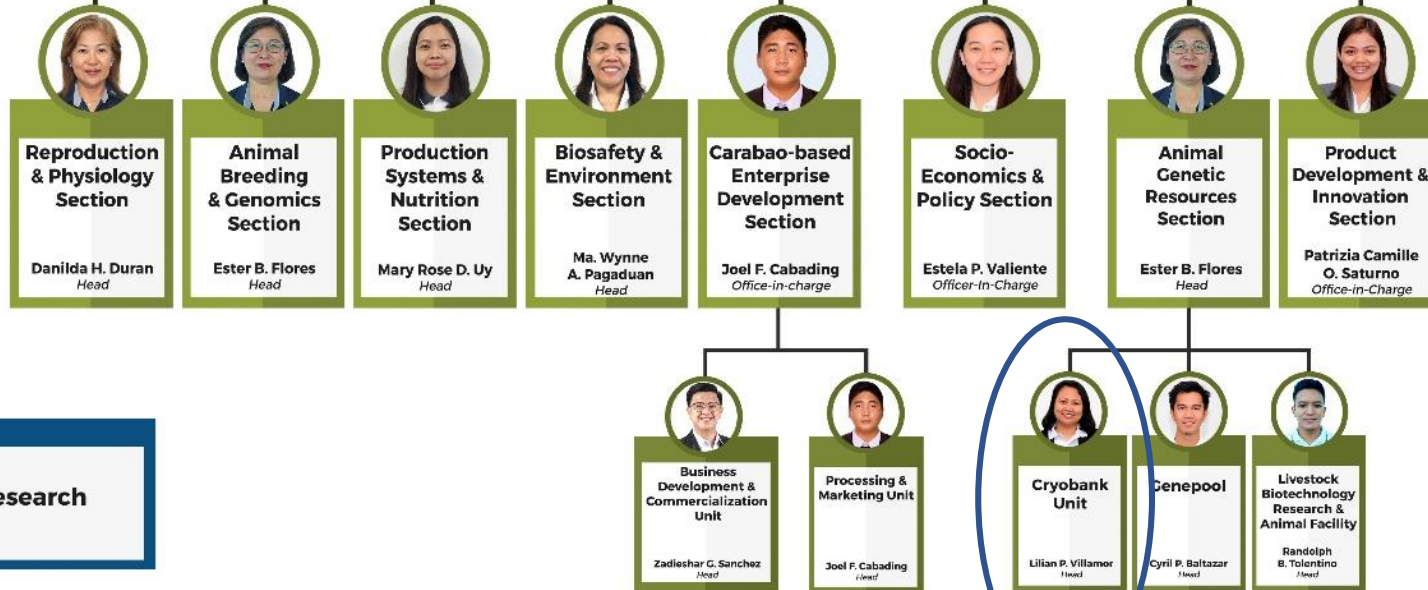 Reproduction
& Physiology
Section
Danilda H. Duran
Head
Animal
Breeding
& Genomics
Section
Ester B. Flores
Head
Production
Systems &
Nutrition
Section
Mary Rose D. Uy
Head
Biosafety &
Environment
Section
Ma. Wynne
A. Pagaduan
Head
Carabao-based
Enterprise
Development
Section
Joel F. Cabading
Office-in-charge
Socio-
Economics &
Policy Section
Estela P. Valiente
Officer-In-Charge
Animal
Genetic
Resources
Section
Ester B. Flores
Head
Product
Development &
Innovation
Section
Patrizia Camille
O. Saturno
Office-in-Charge
esearch
Business
Development &
Commercialization
Unit
Zadieshar G. Sanchez
Head
Processing &
Marketing Unit
Joel F. Cabading
Head
Cryobank
Unit
Lilian P. Villamor
Head
Genepool
Cyril P. Baltazar
Head
Livestock
Biotechnology
Research &
Animal Facility
Randolph
B. Tolentino
Head